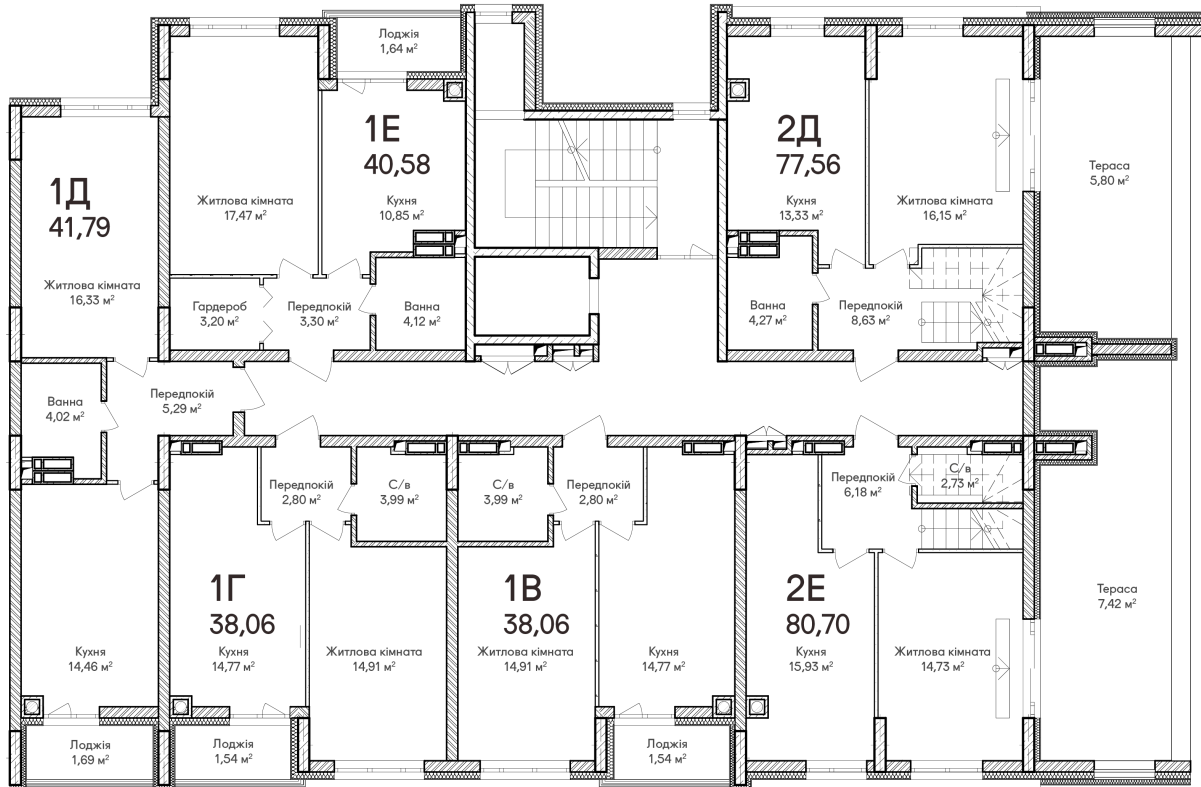 Лоджія
1,64 м²
1Е
40,58
Кухня
10,85 м²
Житлова кімната
17,47 м²
Гардероб
3,20 м²
Передпокій
3,30 м²
Ванна
4,12 м²
1Д
41,79
Житлова кімната
16,33 м²
Ванна
4,02 м²
Передпокій
5,29 м²
Кухня
14,46 м²
Лоджія
1,69 м²
2Д
77,56
Кухня
13,33 м²
Житлова кімната
16,15 м²
Тераса
5,80 м²
Ванна
4,27 м²
Передпокій
8,63 м²
Передпокій
2,80 м²
С/в
3,99 м²
1Г
38,06
Кухня
14,77 м²
Житлова кімната
14,91 м²
Лоджія
1,54 м²
С/в
3,99 м²
Передпокій
2,80 м²
1В
38,06
Житлова кімната
14,91 м²
Кухня
14,77 м²
Лоджія
1,54 м²
Передпокій
6,18 м²
С/в
2,73 м²
2Е
80,70
Кухня
15,93 м²
Житлова кімната
14,73 м²
Тераса
7,42 м²